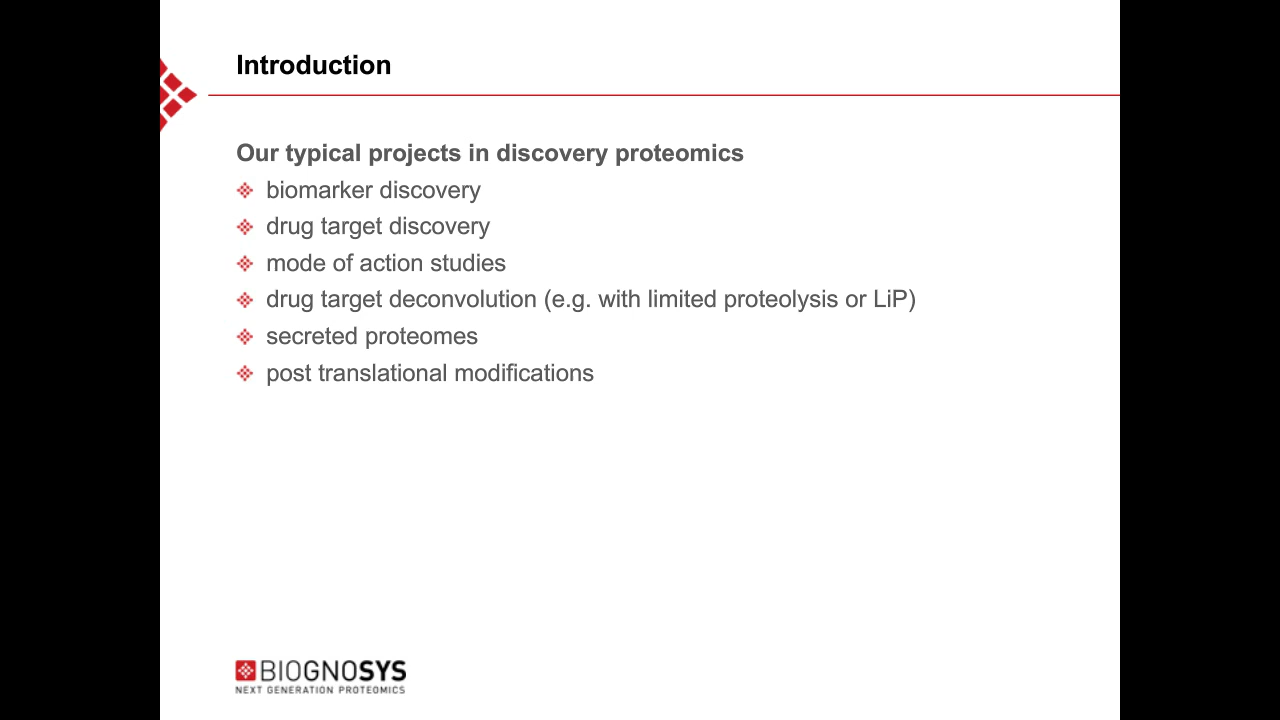 Introduction
Our typical projects in discovery proteomics
biomarker discovery
drug target discovery
mode of action studies
drug target deconvolution (e.g. with limited proteolysis or LiP)
secreted proteomes
post translational modifications
BIOGNOSYS
NEXT GENERATION PROTEOMICS